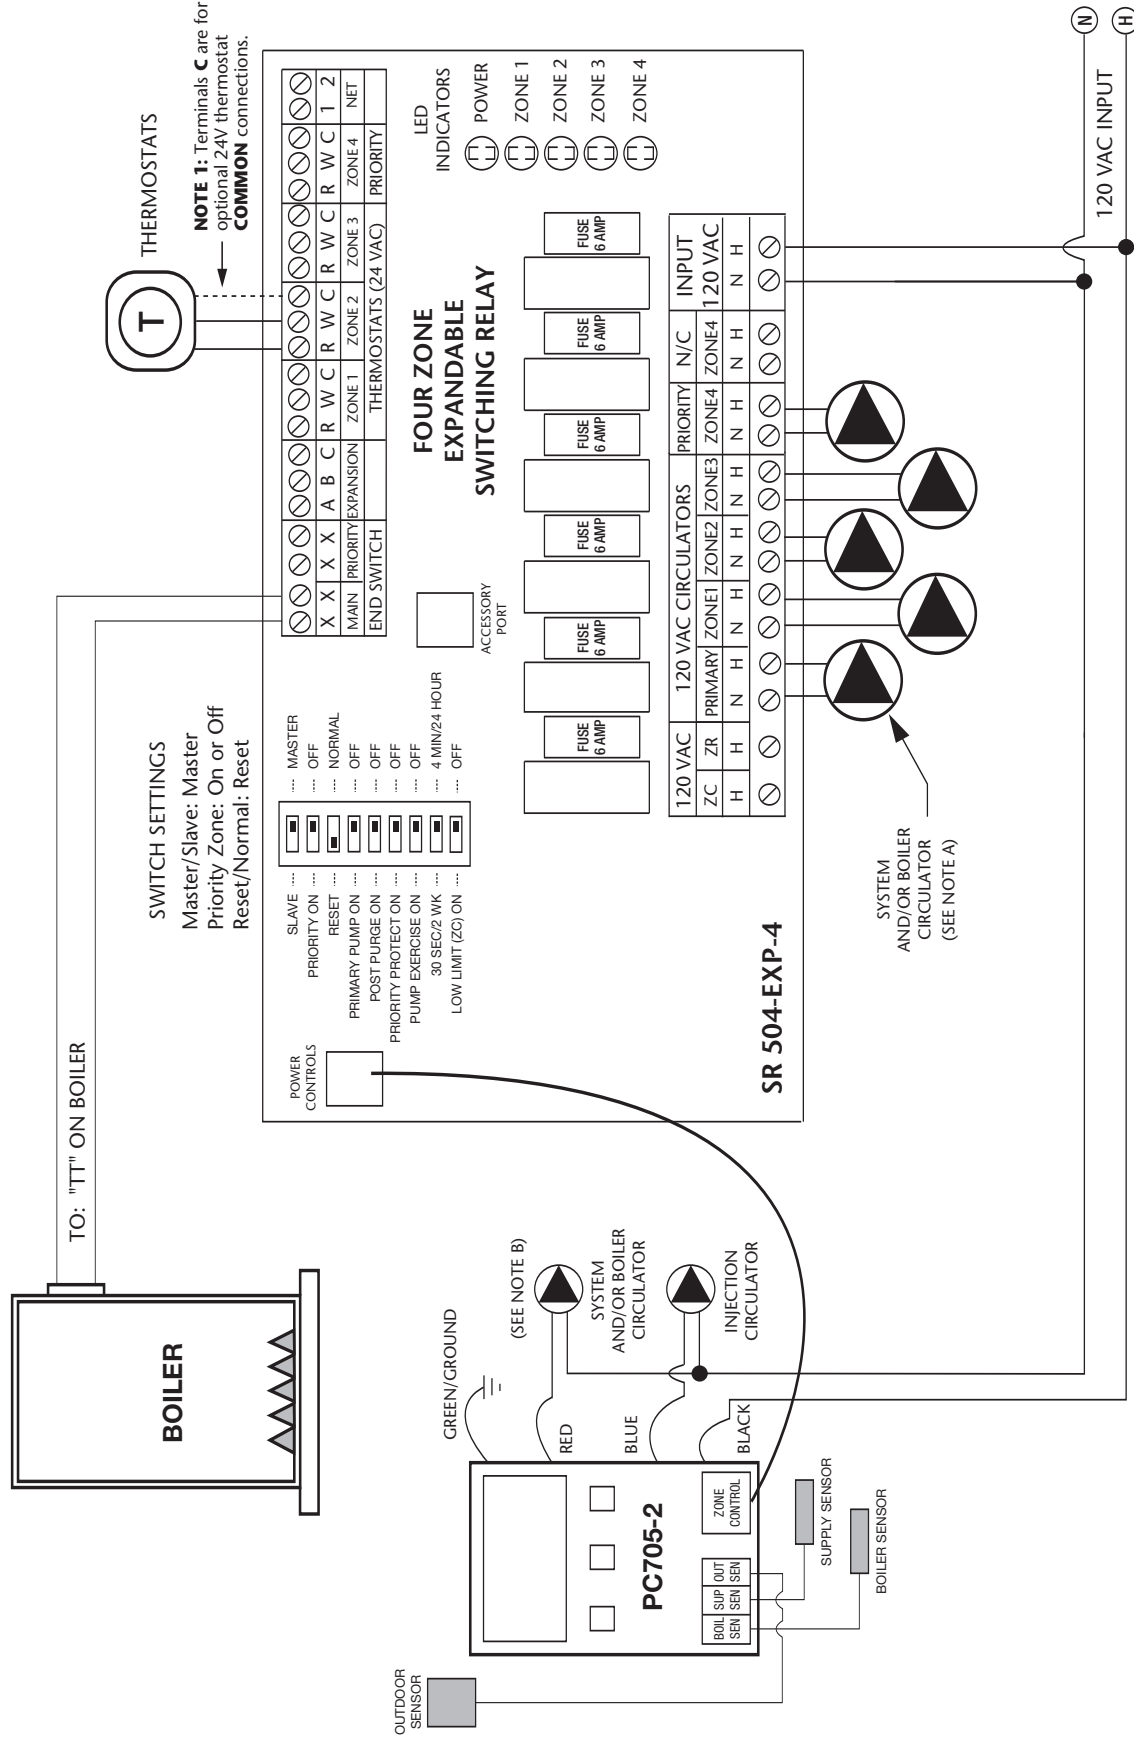 TO: "TT" ON BOILER
BOILER
SWITCH SETTINGS
Master/Slave: Master
Priority Zone: On or Off
Reset/Normal: Reset
THERMOSTATS
T
NOTE 1: Terminals C are for
optional 24V thermostat
COMMON connections.
X X X X A B C R W C R W C R W C R W C 1 2
MAIN PRIORITY EXPANSION ZONE 1 ZONE 2 ZONE 3 ZONE 4 NET
END SWITCH THERMOSTATS (24 VAC) PRIORITY
POWER
CONTROLS
SLAVE ---- ---- MASTER
PRIORITY ON ---- ---- OFF
RESET ---- ---- NORMAL
PRIMARY PUMP ON ---- ---- OFF
POST PURGE ON ---- ---- OFF
PRIORITY PROTECT ON ---- ---- OFF
PUMP EXERCISE ON ---- ---- OFF
30 SEC/2 WK ---- ---- 4 MIN/24 HOUR
LOW LIMIT (ZC) ON ---- ---- OFF
ACCESSORY
PORT
FOUR ZONE
EXPANDABLE
SWITCHING RELAY
LED
INDICATORS
POWER
ZONE 1
ZONE 2
ZONE 3
ZONE 4
FUSE
6 AMP
FUSE
6 AMP
FUSE
6 AMP
FUSE
6 AMP
FUSE
6 AMP
FUSE
6 AMP
SR 504-EXP-4
120 VAC 120 VAC CIRCULATORS PRIORITY N/C INPUT
120 VAC
ZC ZR PRIMARY ZONE1 ZONE2 ZONE3 ZONE4 ZONE4
H H N H N H N H N H N H N H N H
SYSTEM
AND/OR BOILER
CIRCULATOR
(SEE NOTE A)
120 VAC INPUT
N
H
OUTDOOR
SENSOR
GREEN/GROUND
(SEE NOTE B)
RED
SYSTEM
AND/OR BOILER
CIRCULATOR
BLUE
INJECTION
CIRCULATOR
BLACK
PC705-2
BOIL
SEN
SUP
SEN
OUT
SEN
ZONE
CONTROL
SUPPLY SENSOR
BOILER SENSOR